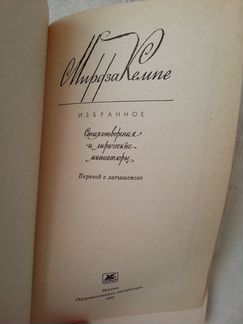 Мирдза Кемпе
ИЗБРАННОЕ
Стихотворения
и лирические
миниатюры
Перевод с латышского
Москва
«Художественная литература»